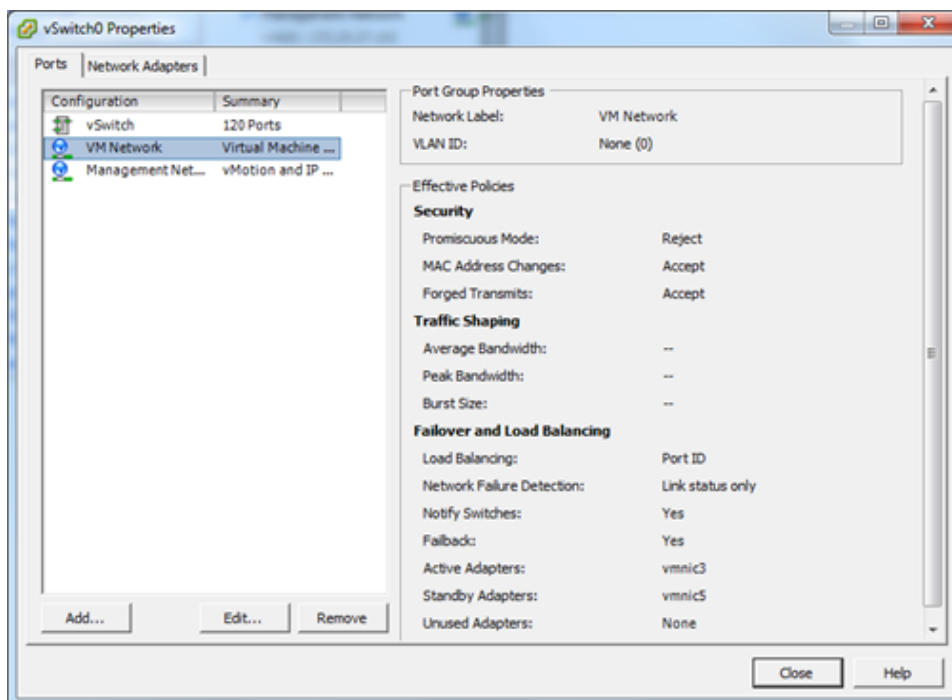 vSwitch0 Properties
Ports Network Adapters
Configuration Summary
vSwitch 120 Ports
VM Network Virtual Machine ...
Management Net... vMotion and IP ...
Add... Edit... Remove
Port Group Properties
Network Label: VM Network
VLAN ID: None (0)
Effective Policies
Security
Promiscuous Mode: Reject
MAC Address Changes: Accept
Forged Transmits: Accept
Traffic Shaping
Average Bandwidth: --
Peak Bandwidth: --
Burst Size: --
Failover and Load Balancing
Load Balancing: Port ID
Network Failure Detection: Link status only
Notify Switches: Yes
Failback: Yes
Active Adapters: vmnic3
Standby Adapters: vmnic5
Unused Adapters: None
Close Help